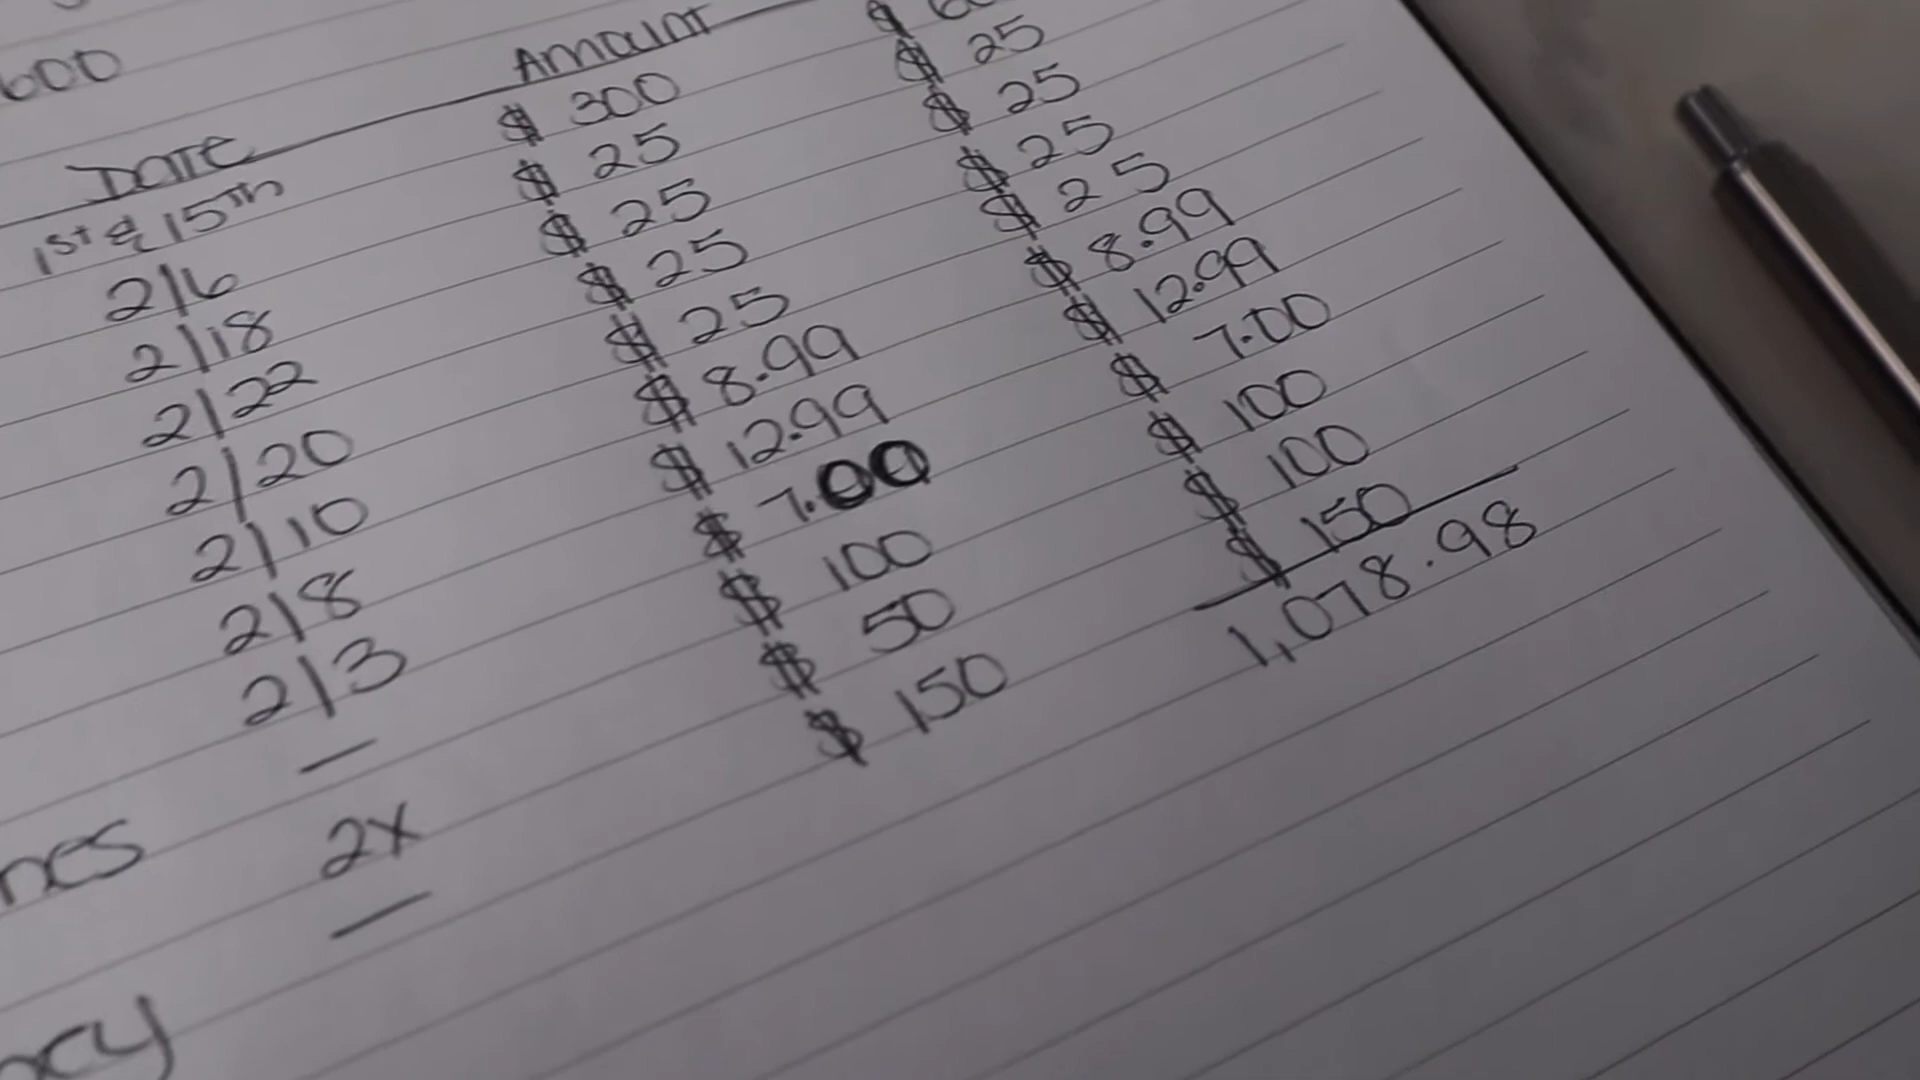 600
DATE Amount
1st & 15th $ 300 $
2/6 $ 25 $ 25
2/18 $ 25 $ 25
2/22 $ 25 $ 25
2/20 $ 25 $ 25
2/10 $ 8.99 $ 8.99
2/8 $ 12.99 $ 12.99
2/3 $ 7.00 $ 7.00
— $ 100 $ 100
2x $ 50 $ 100
— $ 150 $ 150
1,078.98